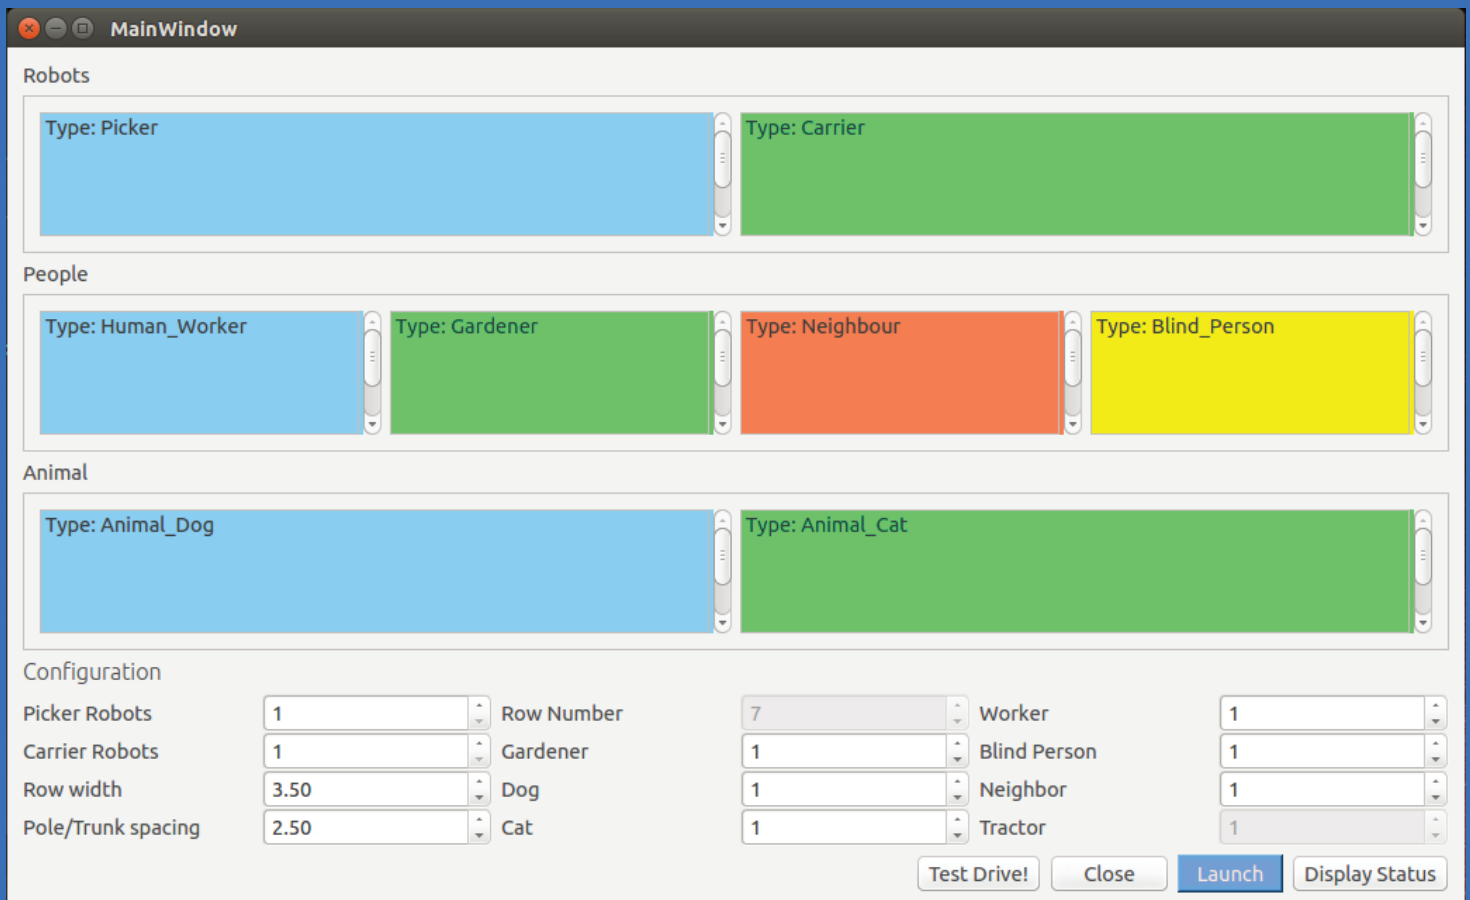 MainWindow
Robots
Type: Picker
Type: Carrier
People
Type: Human_Worker
Type: Gardener
Type: Neighbour
Type: Blind_Person
Animal
Type: Animal_Dog
Type: Animal_Cat
Configuration
Picker Robots 1 Row Number 7 Worker 1
Carrier Robots 1 Gardener 1 Blind Person 1
Row width 3.50 Dog 1 Neighbor 1
Pole/Trunk spacing 2.50 Cat 1 Tractor 1
Test Drive! Close Launch Display Status